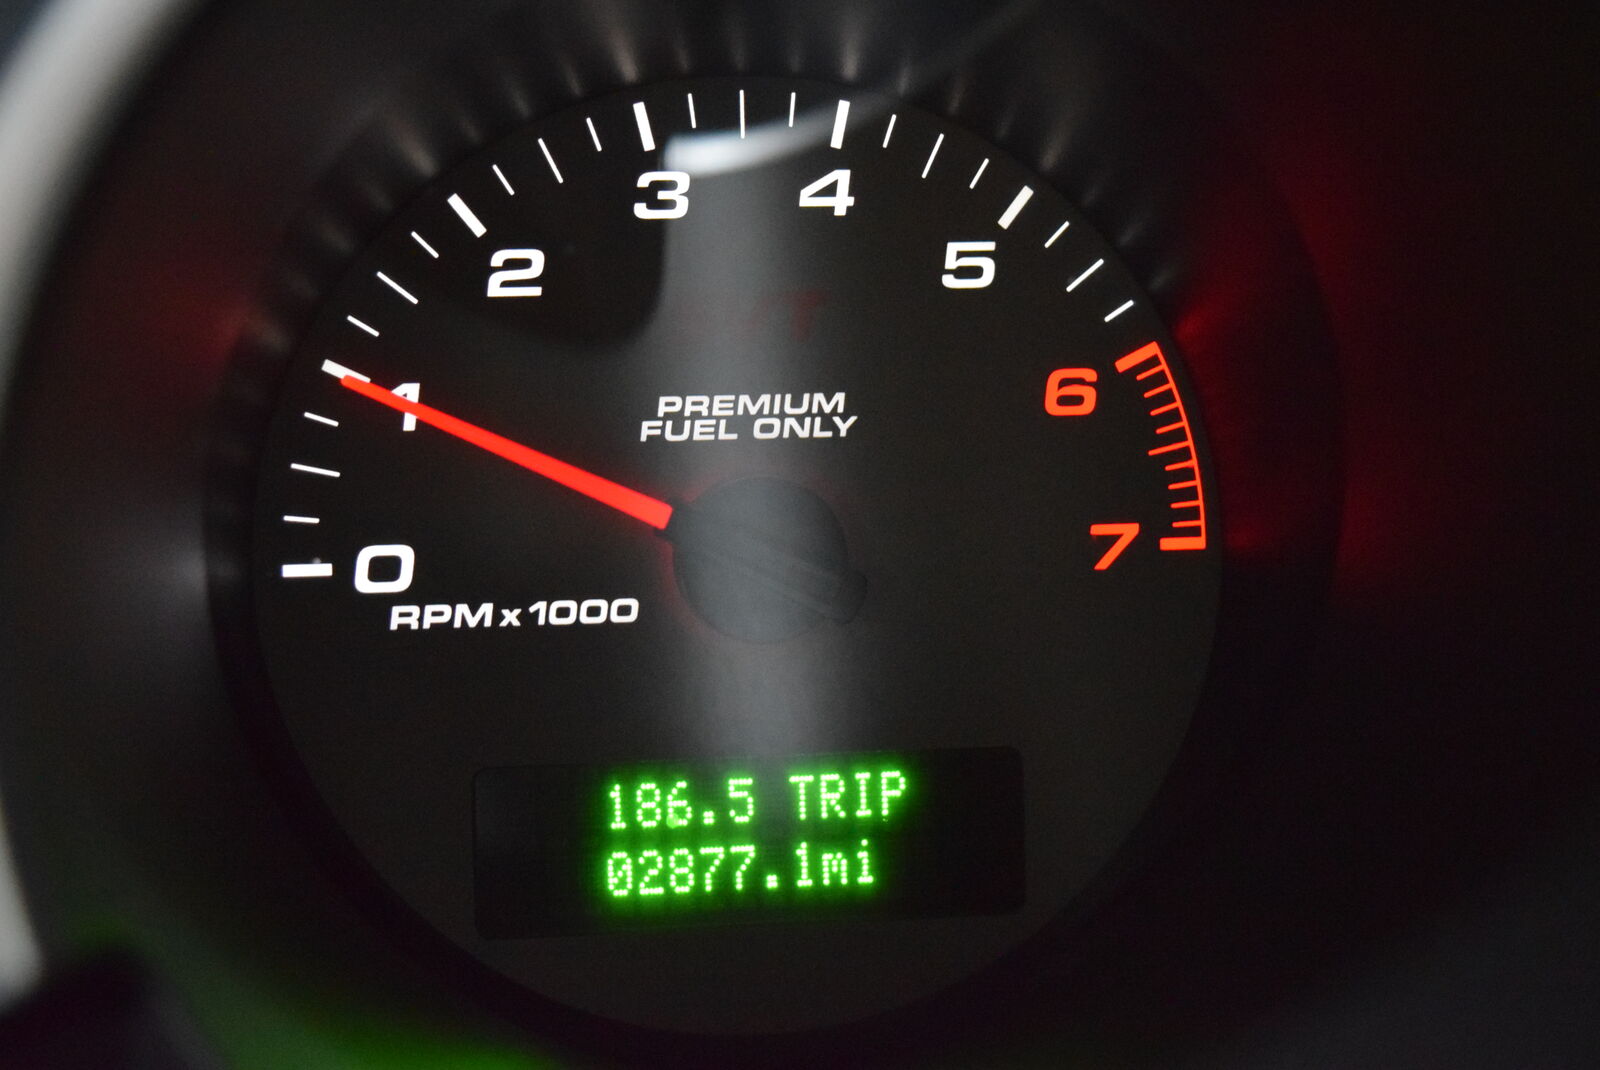 3 4
2 5
1 6
PREMIUM
FUEL ONLY
0 7
RPM x 1000
186.5 TRIP
02877.1mi